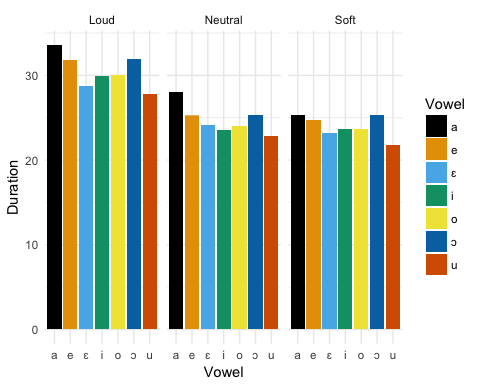 Loud Neutral Soft
30
20
10
0
Duration
a e ɛ i o ɔ u a e ɛ i o ɔ u a e ɛ i o ɔ u
Vowel
Vowel
a
e
ɛ
i
o
ɔ
u